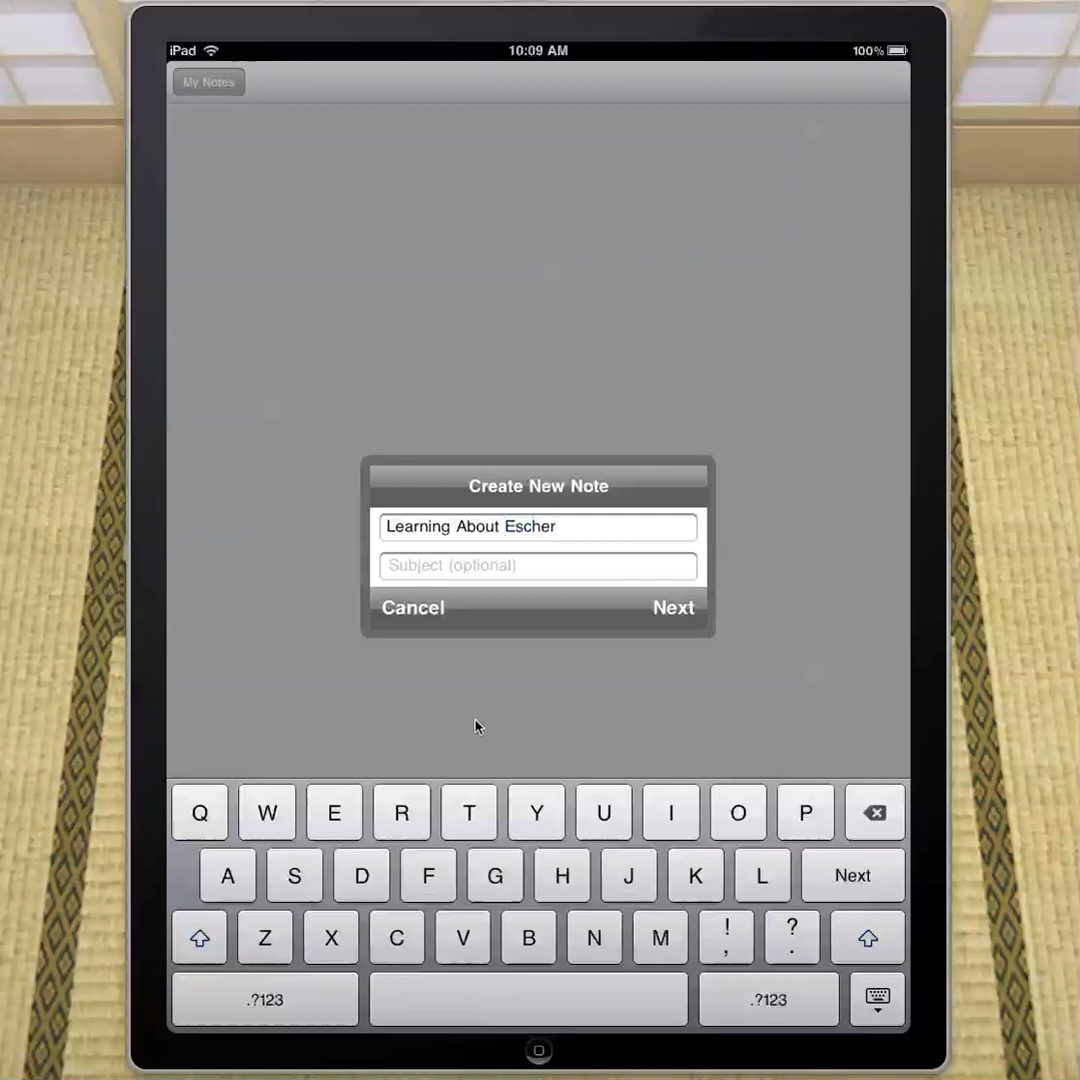 iPad 10:09 AM 100%
My Notes
Create New Note
Learning About Escher
Subject (optional)
Cancel Next
Q W E R T Y U I O P
A S D F G H J K L Next
Z X C V B N M ! , ? .
.?123 .?123